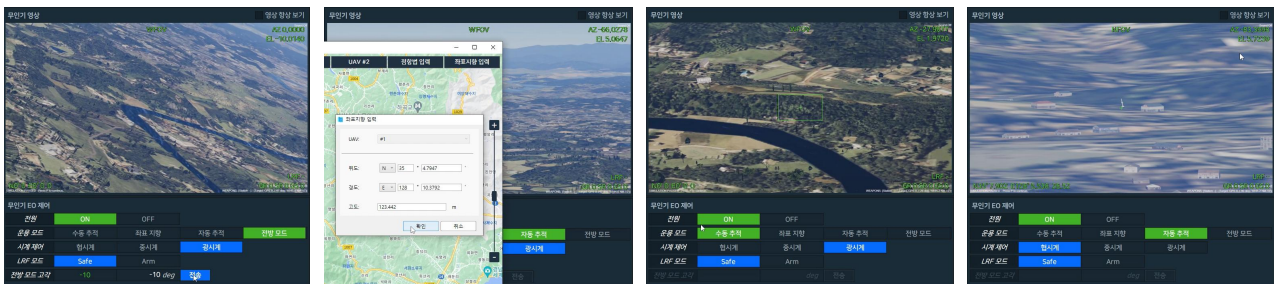 무인기 영상
영상 항상 보기
WFOV
AZ 0,0000
무인기 EO 제어
전원
ON
OFF
운용 모드
수동 추적
좌표 지향
자동 추적
전방 모드
시계 제어
협시계
중시계
광시계
LRF 모드
Safe
Arm
전방 모드 고각
-10
-10 deg
전송
무인기 영상
영상 항상 보기
WFOV
AZ-66,0278
EL 5,0647
UAV #2
점항법 입력
좌표지향 입력
좌표지향 입력
UAV:
#1
위도:
N
35
°
4.7947
'
경도:
E
128
°
10.3792
'
고도:
123.442
m
확인
취소
자동 추적
전방 모드
광시계
전송
무인기 영상
영상 항상 보기
무인기 EO 제어
전원
ON
OFF
운용 모드
수동 추적
좌표 지향
자동 추적
전방 모드
시계 제어
협시계
중시계
광시계
LRF 모드
Safe
Arm
전방 모드 고각
deg
전송
무인기 영상
영상 항상 보기
무인기 EO 제어
전원
ON
OFF
운용 모드
수동 추적
좌표 지향
자동 추적
전방 모드
시계 제어
협시계
중시계
광시계
LRF 모드
Safe
Arm
전방 모드 고각
deg
전송